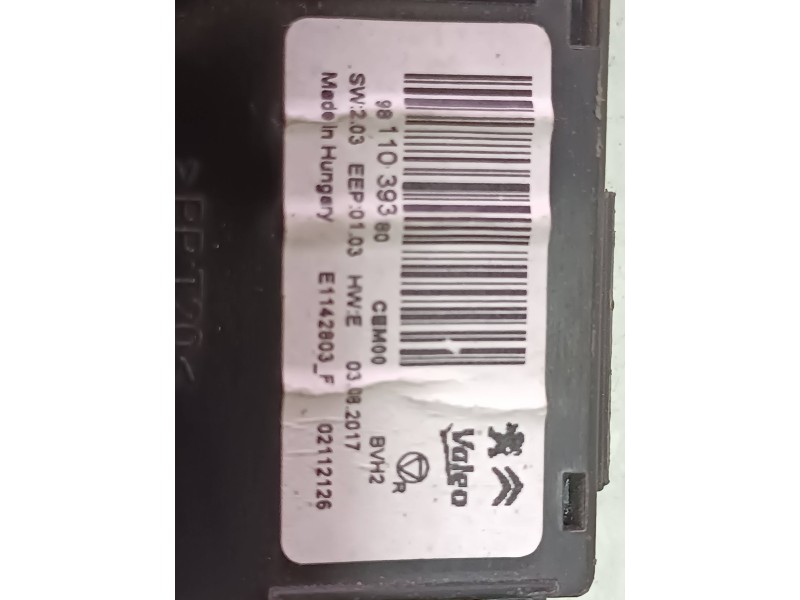 Valeo
98 110 393 80 CEM00 BVH2 R
SW:2.03 EEP:01.03 HW:E 03.08.2017
Made in Hungary E1142803_F 02112126